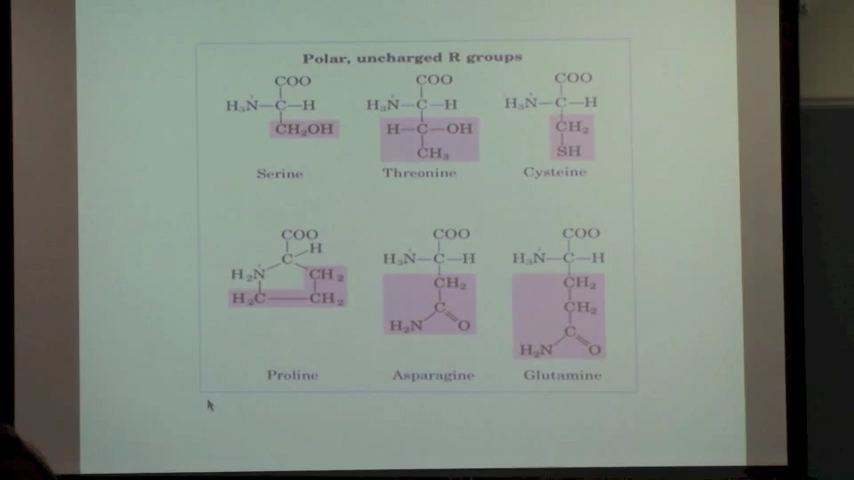 Polar, uncharged R groups
COO COO COO
H₃N—C—H H₃N—C—H H₃N—C—H
CH₂OH H—C—OH CH₂
CH₃ SH
Serine Threonine Cysteine
COO COO COO
H
C H₃N—C—H H₃N—C—H
H₂N CH₂ CH₂ CH₂
H₂C CH₂ C CH₂
H₂N O C
H₂N O
Proline Asparagine Glutamine